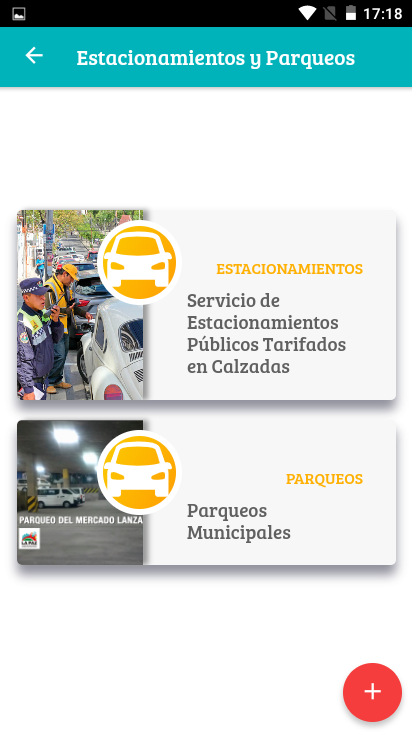 17:18
Estacionamientos y Parqueos
ESTACIONAMIENTOS
Servicio de
Estacionamientos
Públicos Tarifados
en Calzadas
PARQUEOS
Parqueos
Municipales
PARQUEO DEL MERCADO LANZA
LA PAZ